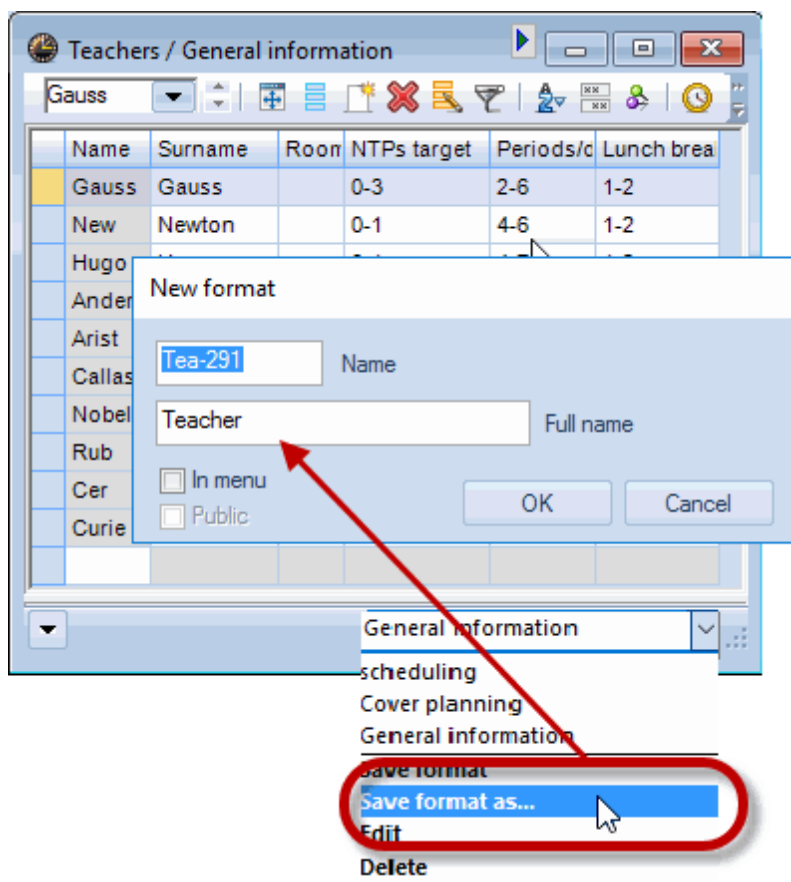 Teachers / General information
Gauss
Name Surname Room NTPs target Periods/d Lunch brea
Gauss Gauss 0-3 2-6 1-2
New Newton 0-1 4-6 1-2
Hugo
Ander
Arist
Callas
Nobel
Rub
Cer
Curie
New format
Tea-291 Name
Teacher Full name
In menu
Public
OK Cancel
General information
scheduling
Cover planning
General information
Save format
Save format as...
Edit
Delete